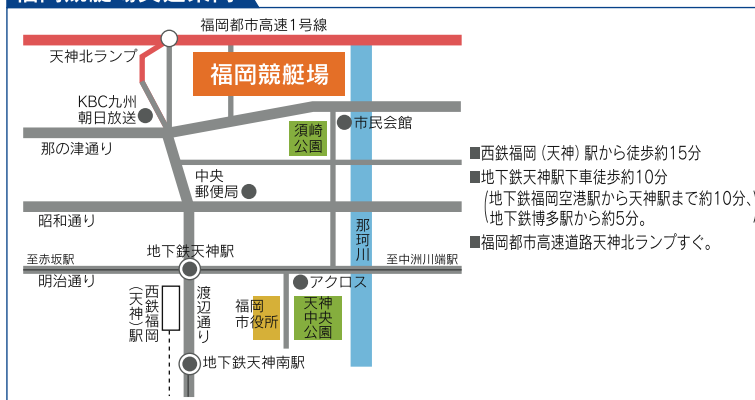 福岡競艇場交通案内
福岡都市高速1号線
天神北ランプ
福岡競艇場
KBC九州
朝日放送
市民会館
須崎
公園
那の津通り
中央
郵便局
昭和通り
那珂川
地下鉄天神駅
至赤坂駅
至中洲川端駅
明治通り
アクロス
西鉄福岡
(天神)駅
渡辺通り
福岡
市役所
天神
中央
公園
地下鉄天神南駅
■西鉄福岡(天神)駅から徒歩約15分
■地下鉄天神駅下車徒歩約10分
(地下鉄福岡空港駅から天神駅まで約10分、
地下鉄博多駅から約5分。)
■福岡都市高速道路天神北ランプすぐ。